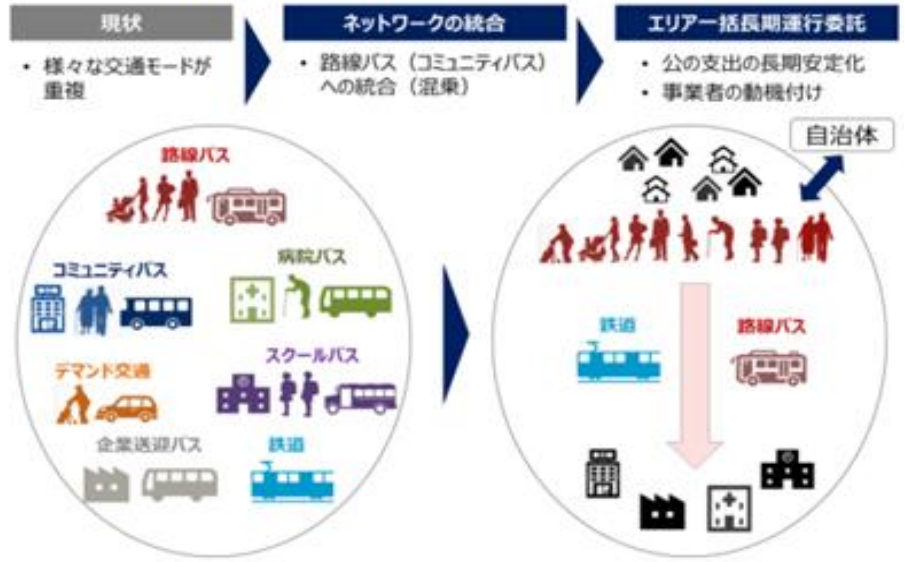 現状
ネットワークの統合
エリア一括長期運行委託
• 様々な交通モードが
重複
• 路線バス（コミュニティバス）
への統合（混乗）
• 公の支出の長期安定化
• 事業者の動機付け
自治体
路線バス
コミュニティバス
病院バス
デマンド交通
スクールバス
企業送迎バス
鉄道
鉄道
路線バス